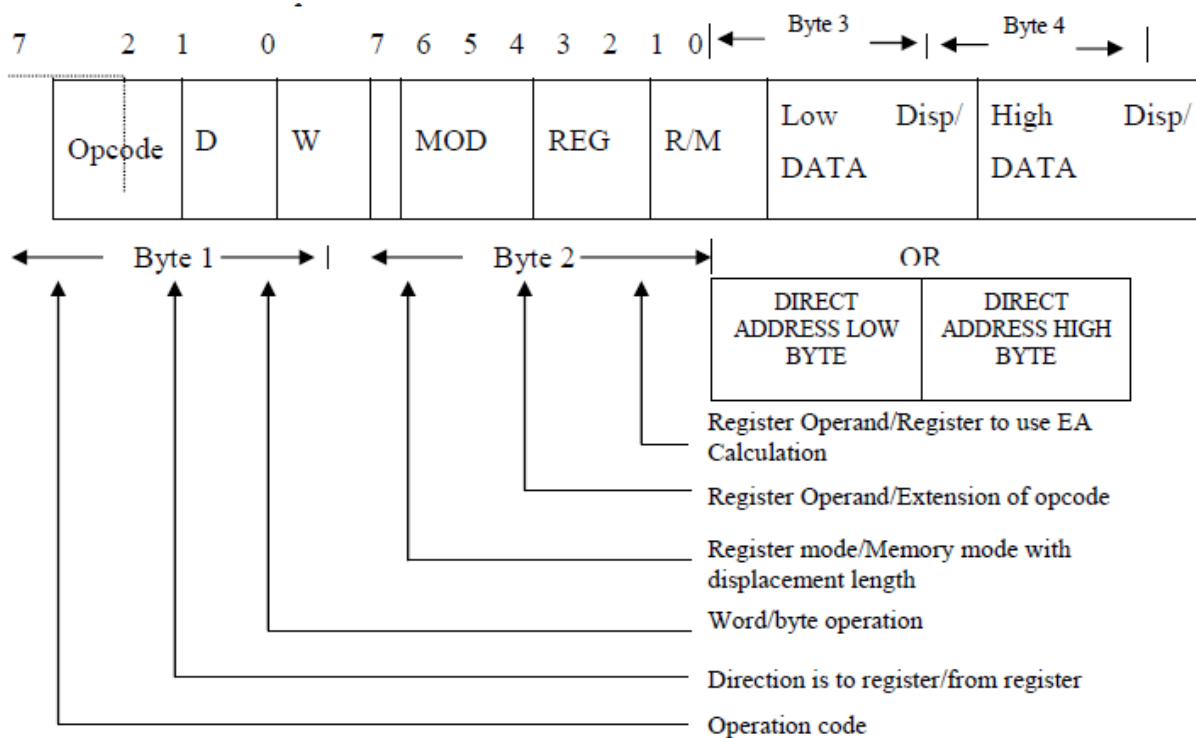 7 2 1 0 7 6 5 4 3 2 1 0 Byte 3 Byte 4
Opcode D W MOD REG R/M Low Disp/ High Disp/
DATA DATA
Byte 1 Byte 2 OR
DIRECT DIRECT
ADDRESS LOW ADDRESS HIGH
BYTE BYTE
Register Operand/Register to use EA
Calculation
Register Operand/Extension of opcode
Register mode/Memory mode with
displacement length
Word/byte operation
Direction is to register/from register
Operation code